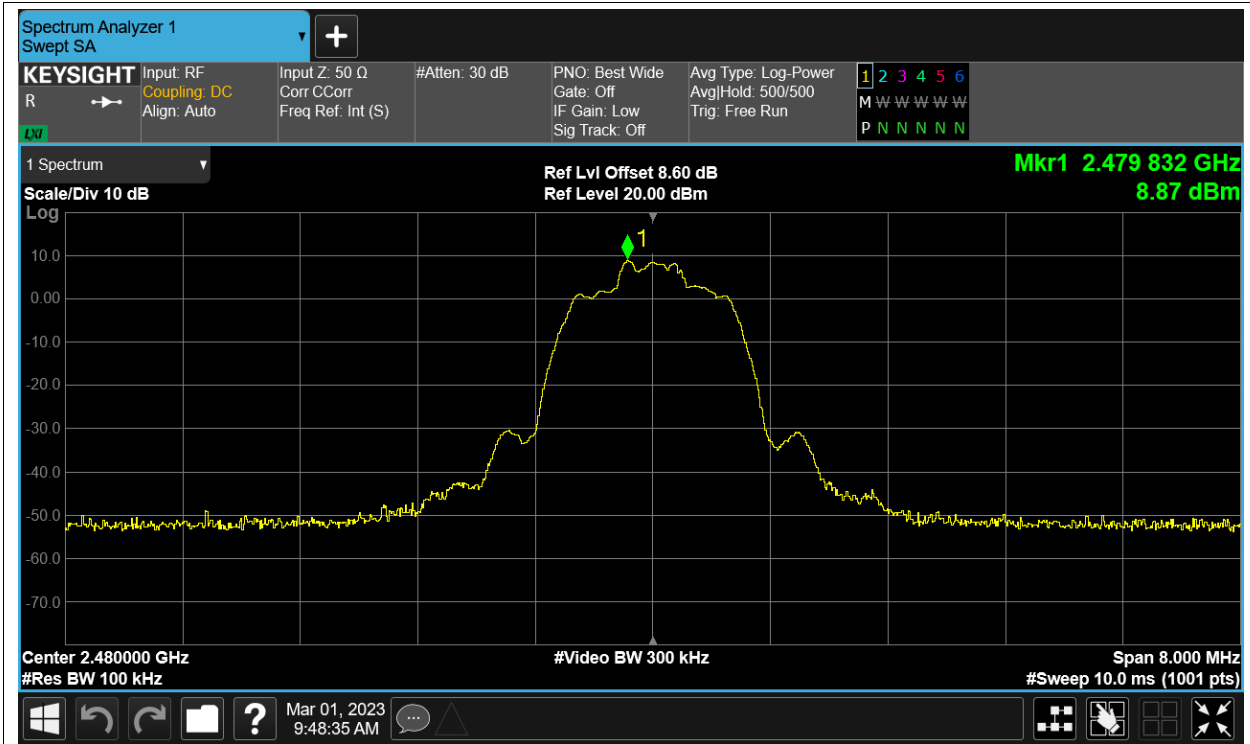 Spectrum Analyzer 1
Swept SA
KEYSIGHT
R
LXI
Input: RF
Coupling: DC
Align: Auto
Input Z: 50 Ω
Corr CCorr
Freq Ref: Int (S)
#Atten: 30 dB
PNO: Best Wide
Gate: Off
IF Gain: Low
Sig Track: Off
Avg Type: Log-Power
Avg|Hold: 500/500
Trig: Free Run
1 2 3 4 5 6
M W W W W W
P N N N N N
1 Spectrum
Scale/Div 10 dB
Log
Ref Lvl Offset 8.60 dB
Ref Level 20.00 dBm
Mkr1 2.479 832 GHz
8.87 dBm
1
10.0
0.00
-10.0
-20.0
-30.0
-40.0
-50.0
-60.0
-70.0
Center 2.480000 GHz
#Res BW 100 kHz
#Video BW 300 kHz
Span 8.000 MHz
#Sweep 10.0 ms (1001 pts)
?
Mar 01, 2023
9:48:35 AM